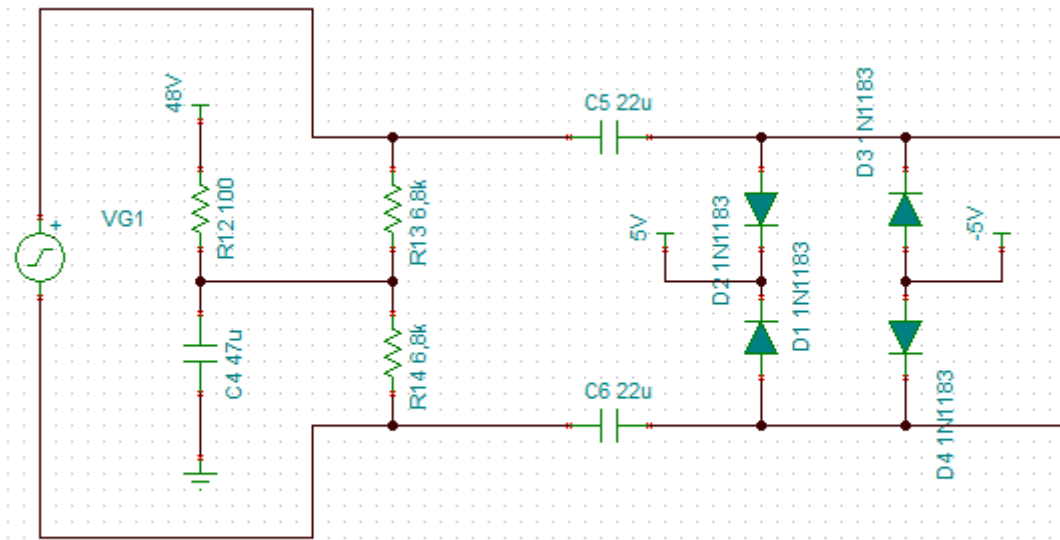 C5 22u
48V
D3 1N1183
+
VG1
R12 100
R13 6,8k
5V
D2 1N1183
D1 1N1183
-5V
C4 47u
R14 6,8k
C6 22u
D4 1N1183